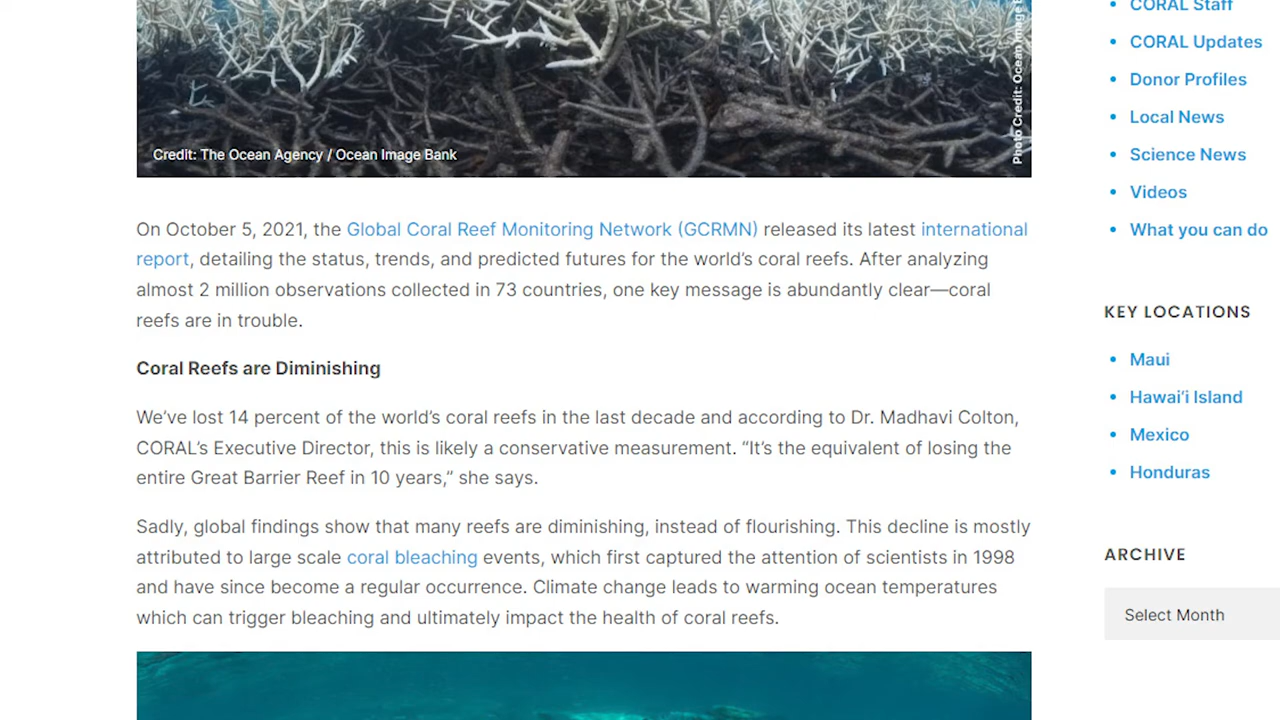 CORAL Staff
CORAL Updates
Donor Profiles
Local News
Science News
Videos
What you can do
Photo Credit: Ocean Image
Credit: The Ocean Agency / Ocean Image Bank
On October 5, 2021, the Global Coral Reef Monitoring Network (GCRMN) released its latest international
report, detailing the status, trends, and predicted futures for the world’s coral reefs. After analyzing
almost 2 million observations collected in 73 countries, one key message is abundantly clear—coral
reefs are in trouble.
Coral Reefs are Diminishing
We’ve lost 14 percent of the world’s coral reefs in the last decade and according to Dr. Madhavi Colton,
CORAL’s Executive Director, this is likely a conservative measurement. “It’s the equivalent of losing the
entire Great Barrier Reef in 10 years,” she says.
Sadly, global findings show that many reefs are diminishing, instead of flourishing. This decline is mostly
attributed to large scale coral bleaching events, which first captured the attention of scientists in 1998
and have since become a regular occurrence. Climate change leads to warming ocean temperatures
which can trigger bleaching and ultimately impact the health of coral reefs.
KEY LOCATIONS
Maui
Hawai‘i Island
Mexico
Honduras
ARCHIVE
Select Month